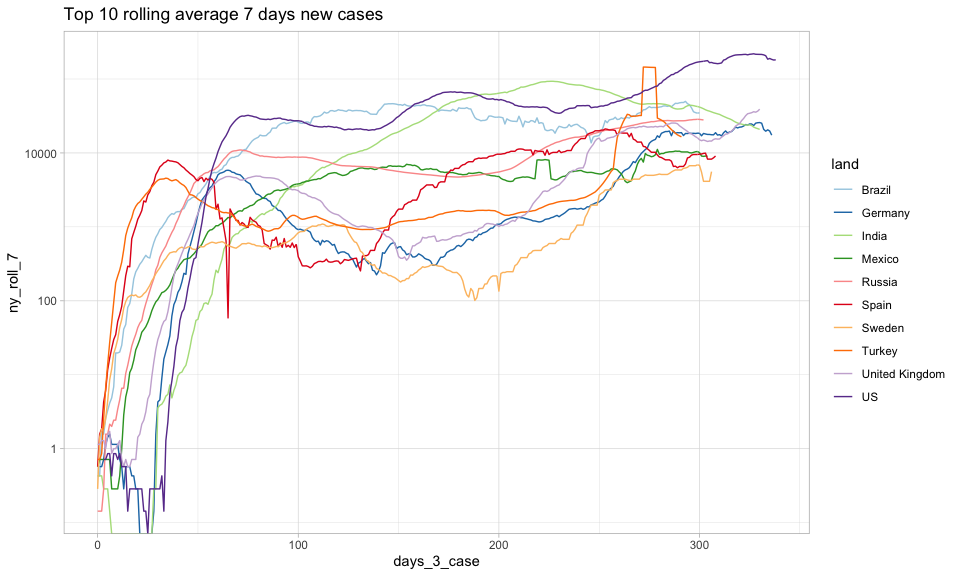 Top 10 rolling average 7 days new cases
ny_roll_7
10000
100
1
0
100
200
300
days_3_case
land
Brazil
Germany
India
Mexico
Russia
Spain
Sweden
Turkey
United Kingdom
US